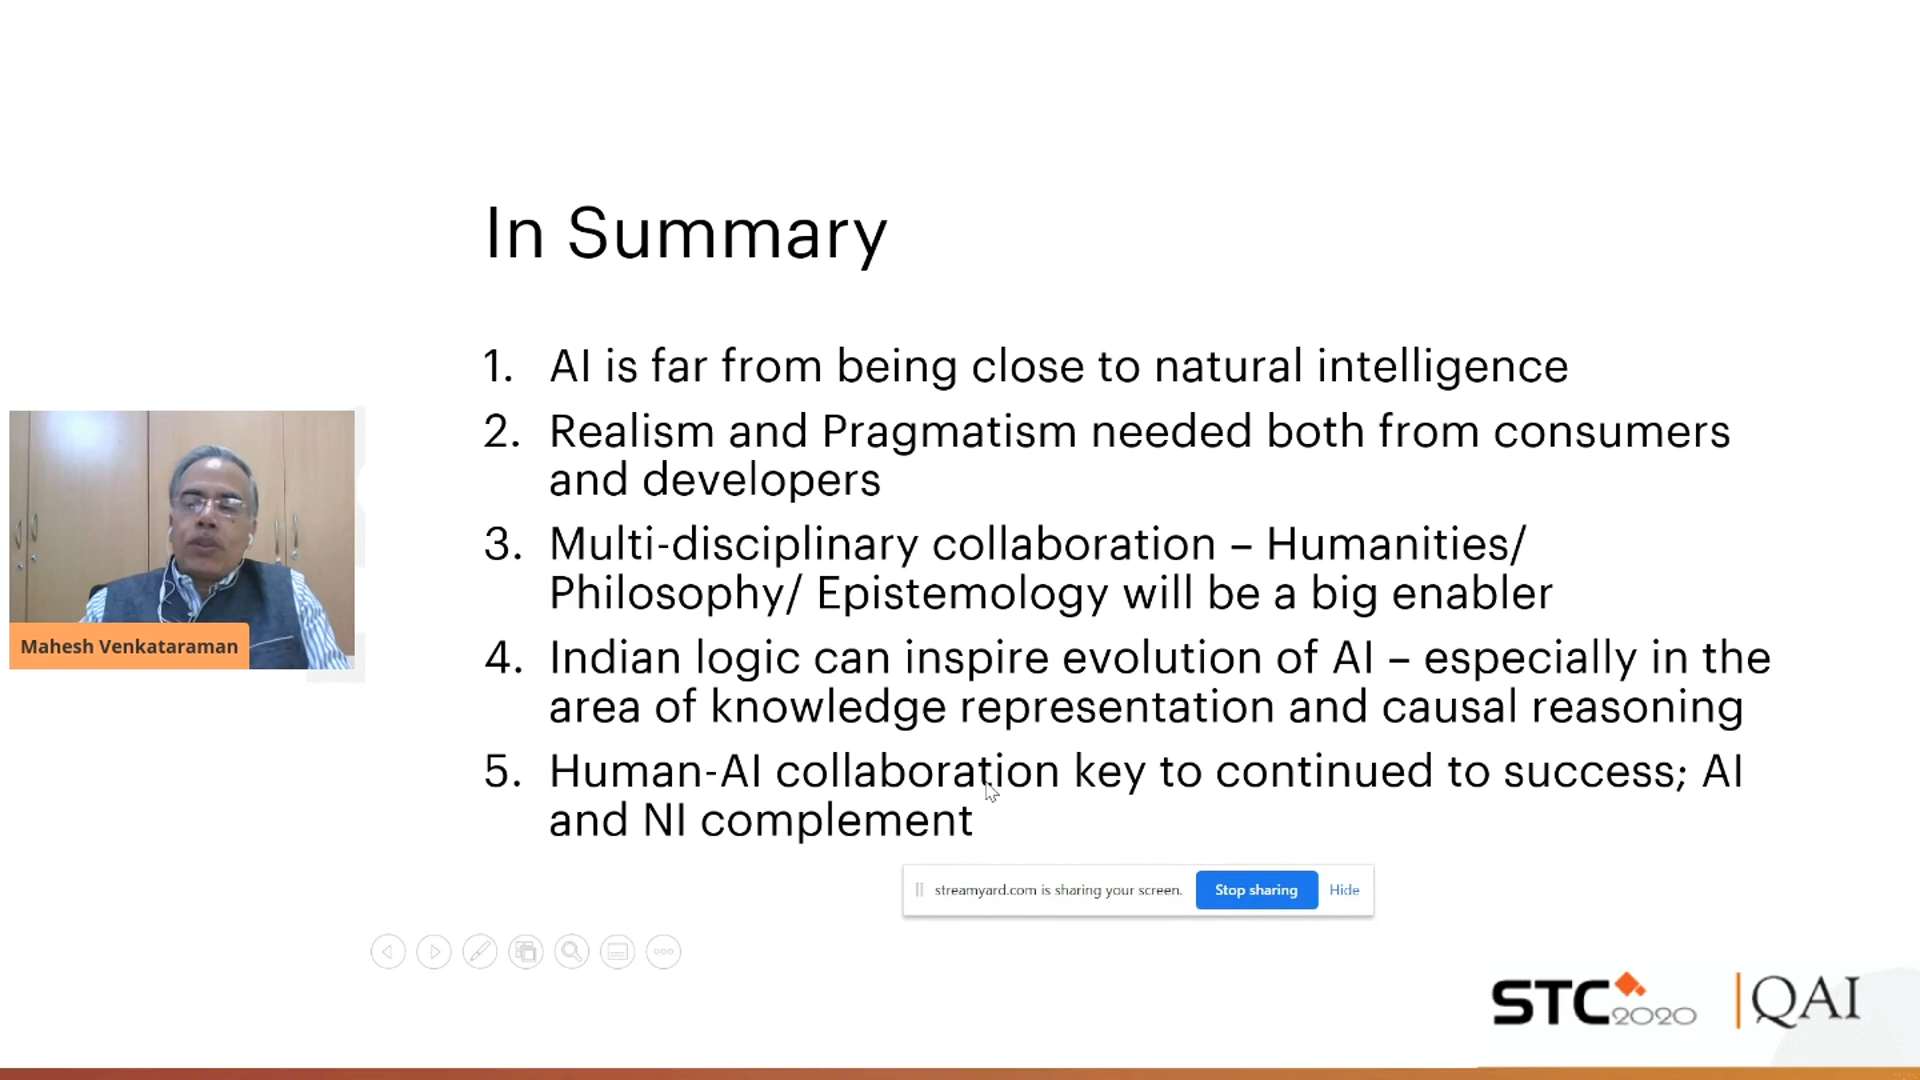 In Summary
1. AI is far from being close to natural intelligence
2. Realism and Pragmatism needed both from consumers
and developers
3. Multi-disciplinary collaboration – Humanities/
Philosophy/ Epistemology will be a big enabler
4. Indian logic can inspire evolution of AI – especially in the
area of knowledge representation and causal reasoning
5. Human-AI collaboration key to continued to success; AI
and NI complement
Mahesh Venkataraman
streamyard.com is sharing your screen. Stop sharing Hide
STC 2020 QAI